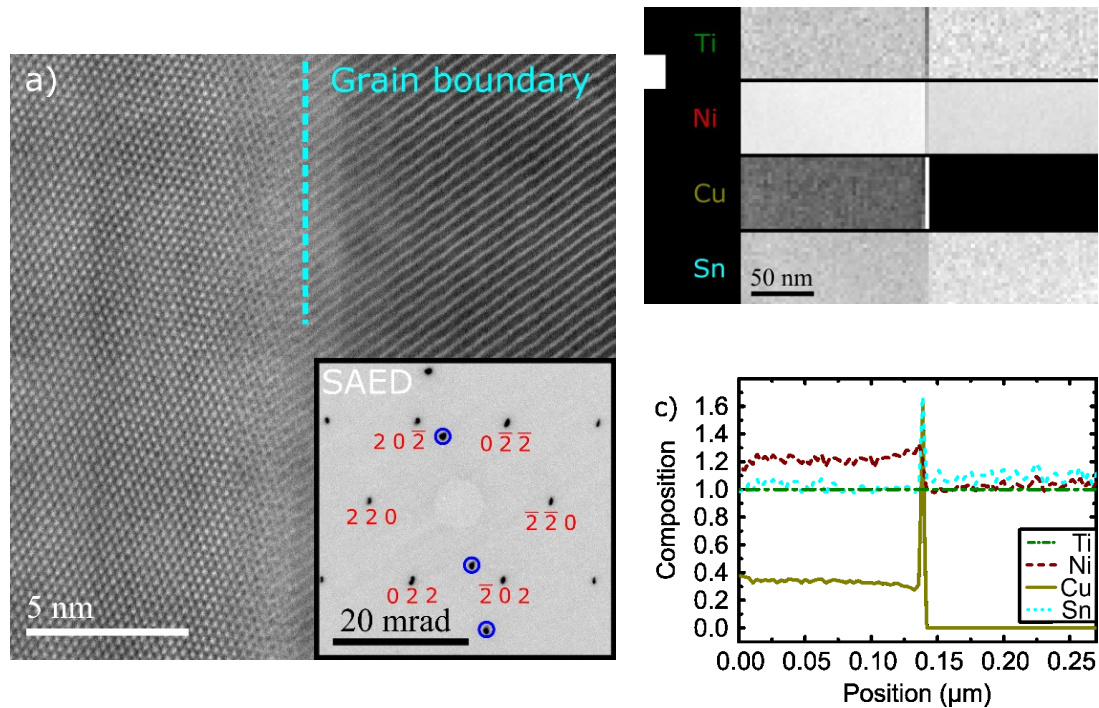 a)
Grain boundary
5 nm
SAED
2 0 2̅
0 2̅ 2̅
2 2 0
2̅ 2̅ 0
0 2 2
2̅ 0 2
20 mrad
Ti
Ni
Cu
Sn
50 nm
c)
Composition
1.6
1.4
1.2
1.0
0.8
0.6
0.4
0.2
0.0
Ti
Ni
Cu
Sn
0.00 0.05 0.10 0.15 0.20 0.25
Position (µm)